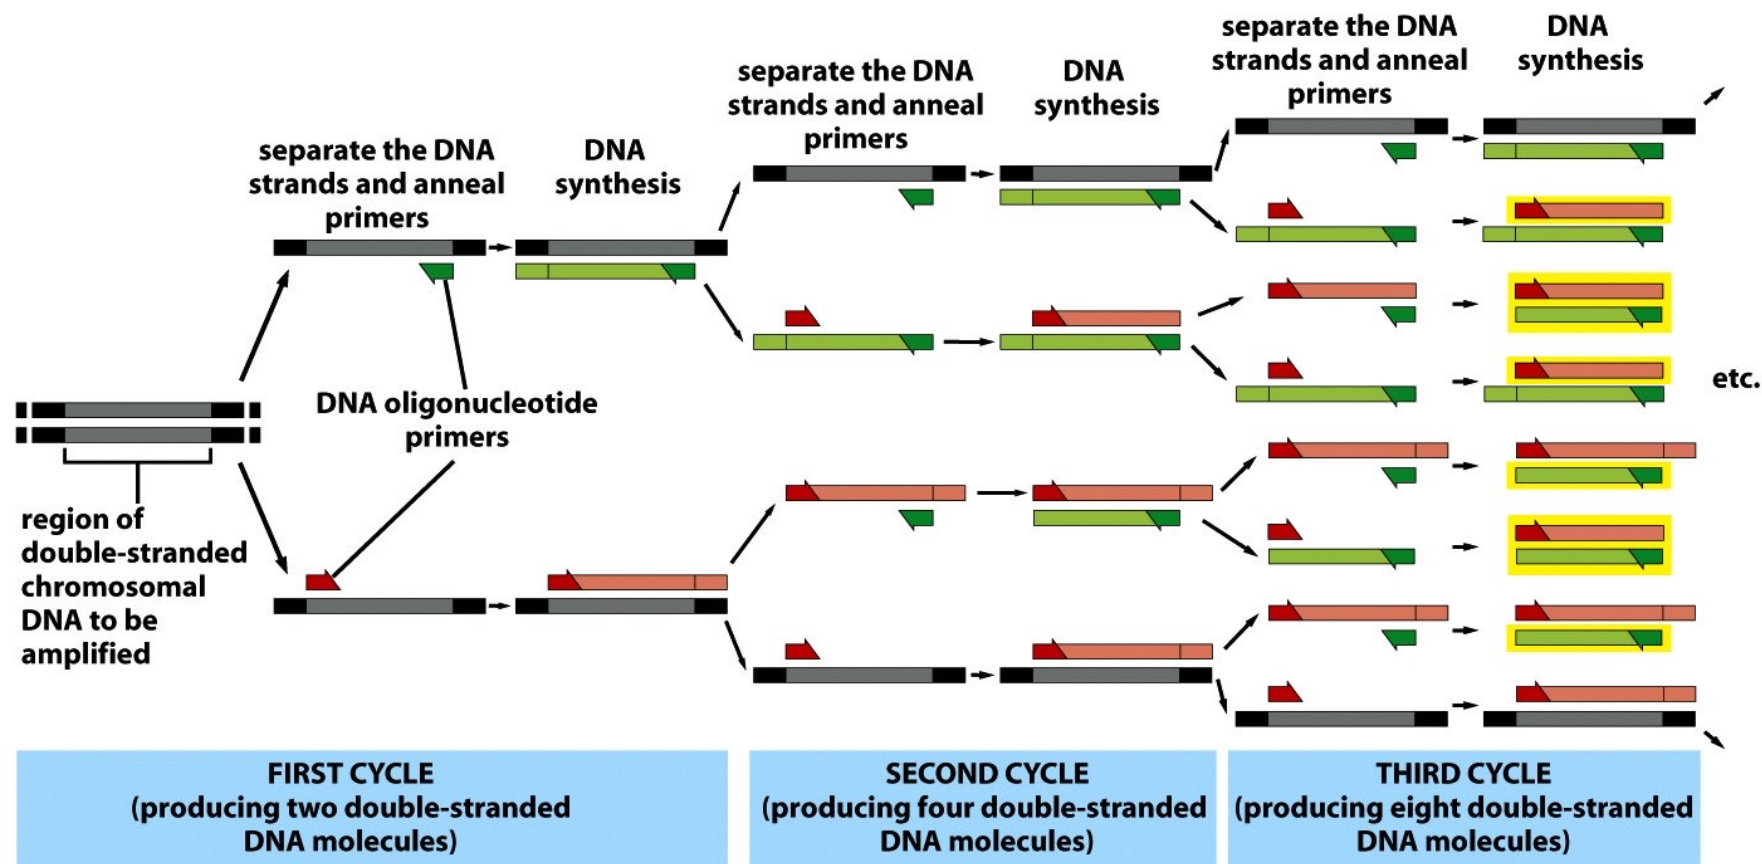 separate the DNA
strands and anneal
primers
DNA
synthesis
separate the DNA
strands and anneal
primers
DNA
synthesis
separate the DNA
strands and anneal
primers
DNA
synthesis
DNA oligonucleotide
primers
etc.
region of
double-stranded
chromosomal
DNA to be
amplified
FIRST CYCLE
(producing two double-stranded
DNA molecules)
SECOND CYCLE
(producing four double-stranded
DNA molecules)
THIRD CYCLE
(producing eight double-stranded
DNA molecules)